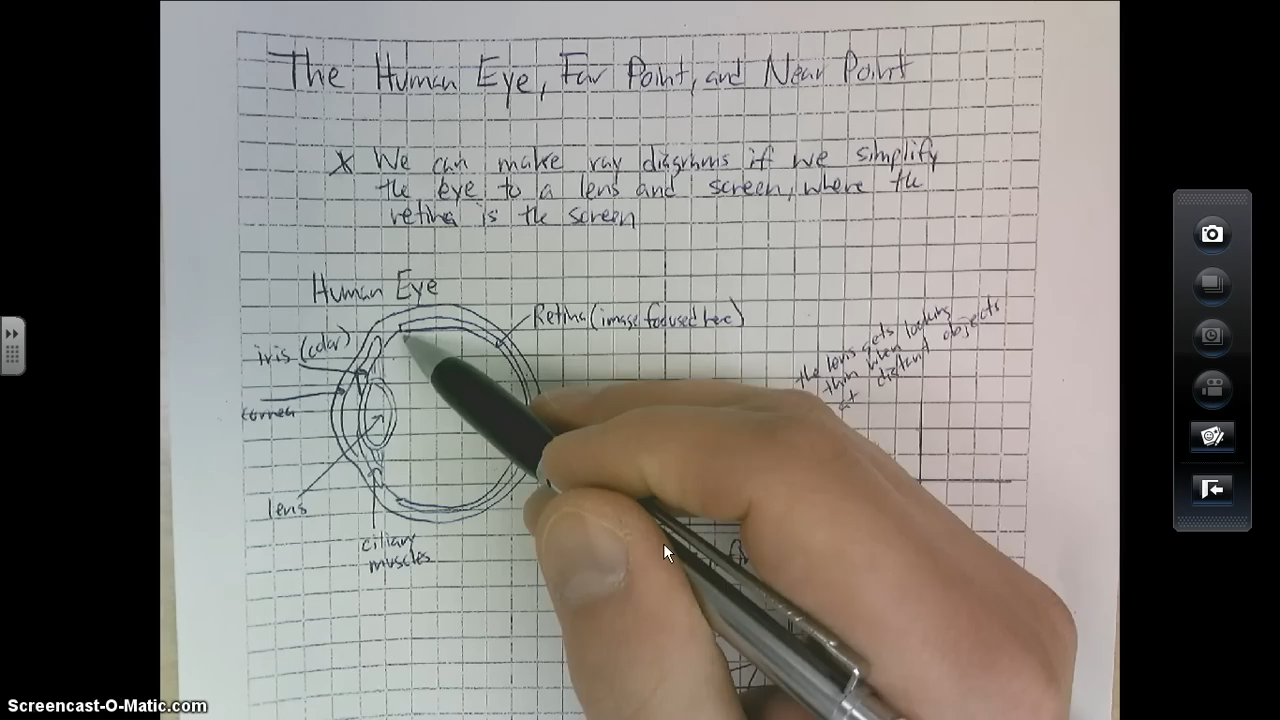 The Human Eye, Far Point, and Near Point
X We can make ray diagrams if we simplify
the eye to a lens and screen, where the
retina is the screen
Human Eye
Retina (image focused here)
iris (color)
cornea
lens
ciliary
muscles
the lens gets looking
thin when objects
at distant
Screencast-O-Matic.com